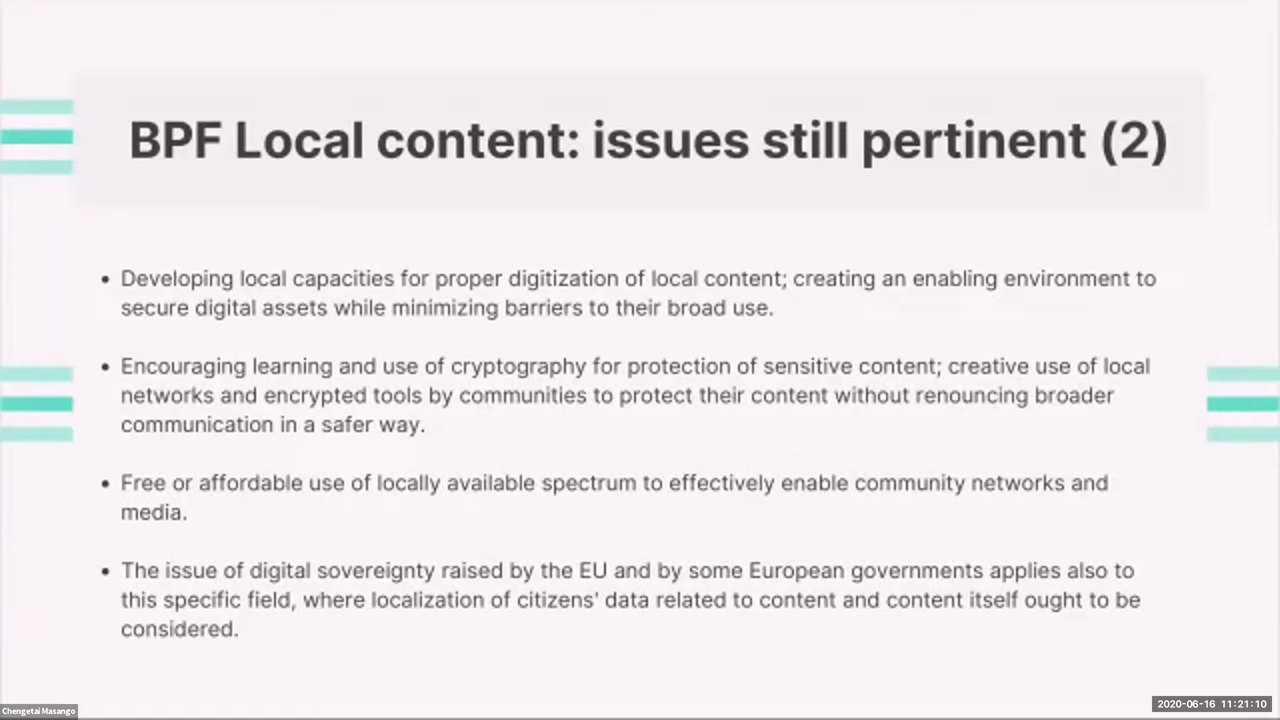 BPF Local content: issues still pertinent (2)
• Developing local capacities for proper digitization of local content; creating an enabling environment to
secure digital assets while minimizing barriers to their broad use.
• Encouraging learning and use of cryptography for protection of sensitive content; creative use of local
networks and encrypted tools by communities to protect their content without renouncing broader
communication in a safer way.
• Free or affordable use of locally available spectrum to effectively enable community networks and
media.
• The issue of digital sovereignty raised by the EU and by some European governments applies also to
this specific field, where localization of citizens' data related to content and content itself ought to be
considered.
Chengetai Masango
2020-06-16 11:21:10